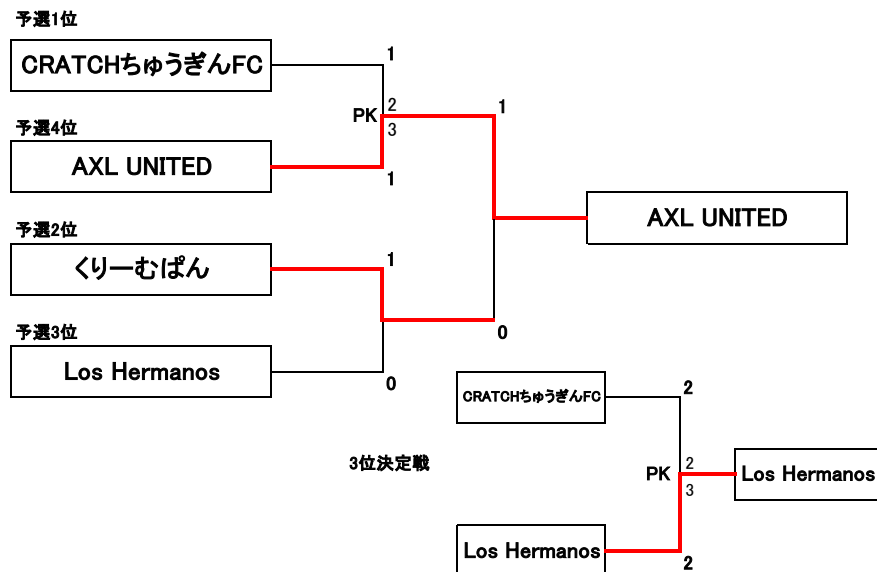 予選1位
CRATCHちゅうぎんFC
1
PK
2
3
1
予選4位
AXL UNITED
1
AXL UNITED
予選2位
くりーむぱん
1
0
予選3位
Los Hermanos
0
3位決定戦
CRATCHちゅうぎんFC
2
PK
2
3
Los Hermanos
Los Hermanos
2